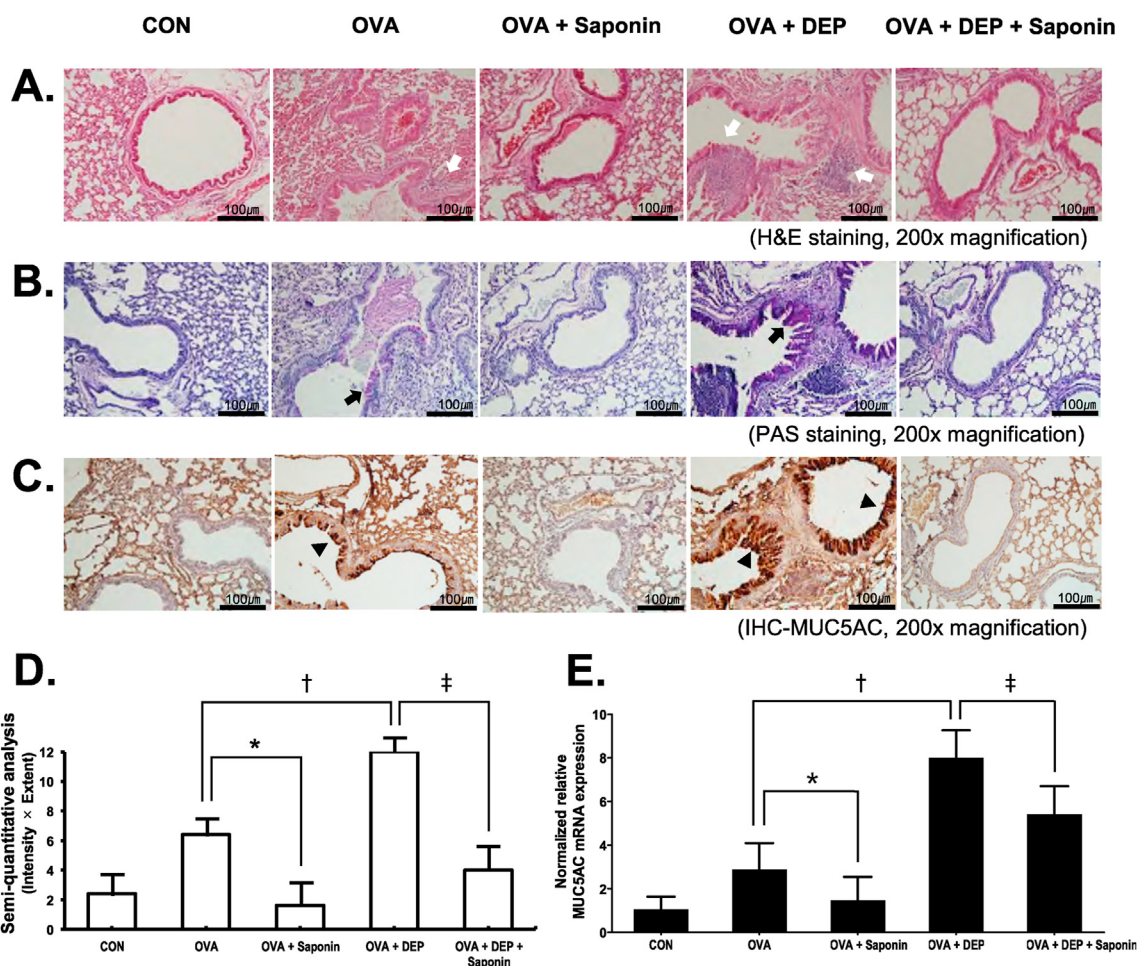 CON OVA OVA + Saponin OVA + DEP OVA + DEP + Saponin
A.
100㎛ 100㎛ 100㎛ 100㎛ 100㎛
(H&E staining, 200x magnification)
B.
100㎛ 100㎛ 100㎛ 100㎛ 100㎛
(PAS staining, 200x magnification)
C.
100㎛ 100㎛ 100㎛ 100㎛ 100㎛
(IHC-MUC5AC, 200x magnification)
D.
Semi-quantitative analysis
(Intensity × Extent)
† ‡
*
12
10
8
6
4
2
0
CON OVA OVA + Saponin OVA + DEP OVA + DEP +
Saponin
E.
Normalized relative
MUC5AC mRNA expression
† ‡
*
10
8
6
4
2
0
CON OVA OVA + Saponin OVA + DEP OVA + DEP + Saponin